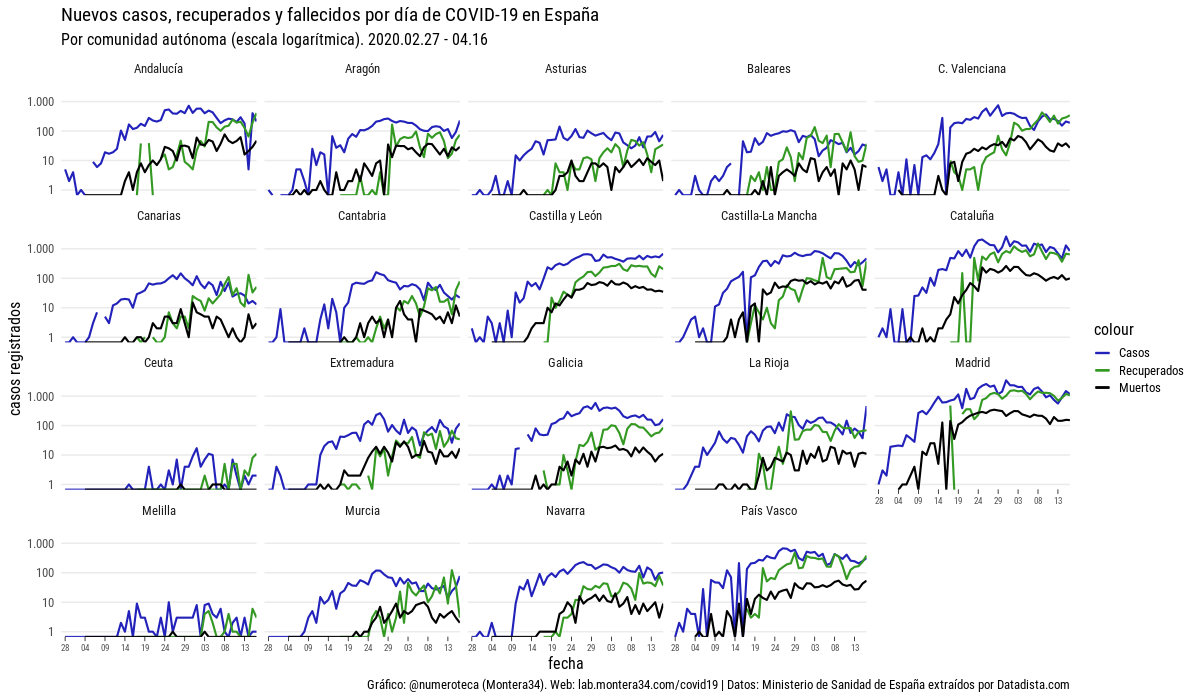 Nuevos casos, recuperados y fallecidos por día de COVID-19 en España
Por comunidad autónoma (escala logarítmica). 2020.02.27 - 04.16
Andalucía Aragón Asturias Baleares C. Valenciana
1.000
100
10
1
Canarias Cantabria Castilla y León Castilla-La Mancha Cataluña
1.000
100
10
1
Ceuta Extremadura Galicia La Rioja Madrid
1.000
100
10
1
28 04 09 14 19 24 29 03 08 13
Melilla Murcia Navarra País Vasco
1.000
100
10
1
28 04 09 14 19 24 29 03 08 13 28 04 09 14 19 24 29 03 08 13 28 04 09 14 19 24 29 03 08 13 28 04 09 14 19 24 29 03 08 13
casos registrados
fecha
colour
Casos
Recuperados
Muertos
Gráfico: @numeroteca (Montera34). Web: lab.montera34.com/covid19 | Datos: Ministerio de Sanidad de España extraídos por Datadista.com